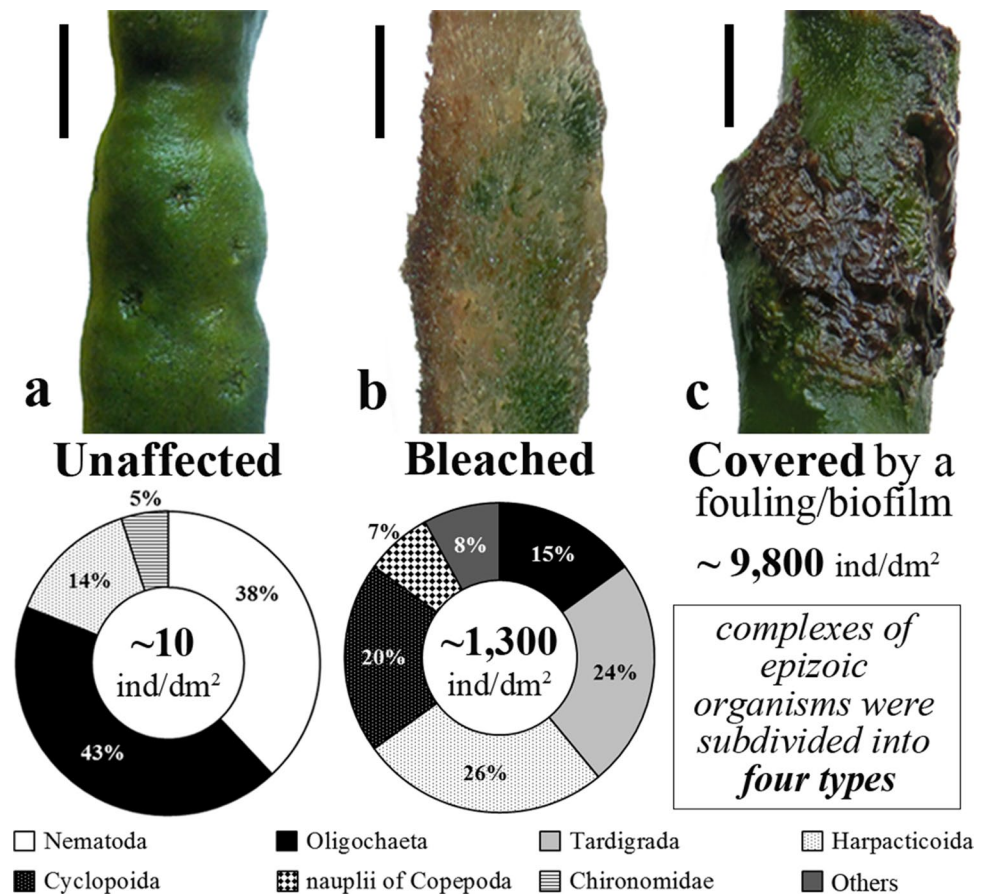 a
b
c
Unaffected
Bleached
Covered by a
fouling/biofilm
~ 9,800 ind/dm²
complexes of
epizoic
organisms were
subdivided into
four types
5%
14%
38%
43%
~10
ind/dm²
7%
8%
15%
20%
24%
26%
~1,300
ind/dm²
Nematoda
Oligochaeta
Tardigrada
Harpacticoida
Cyclopoida
nauplii of Copepoda
Chironomidae
Others